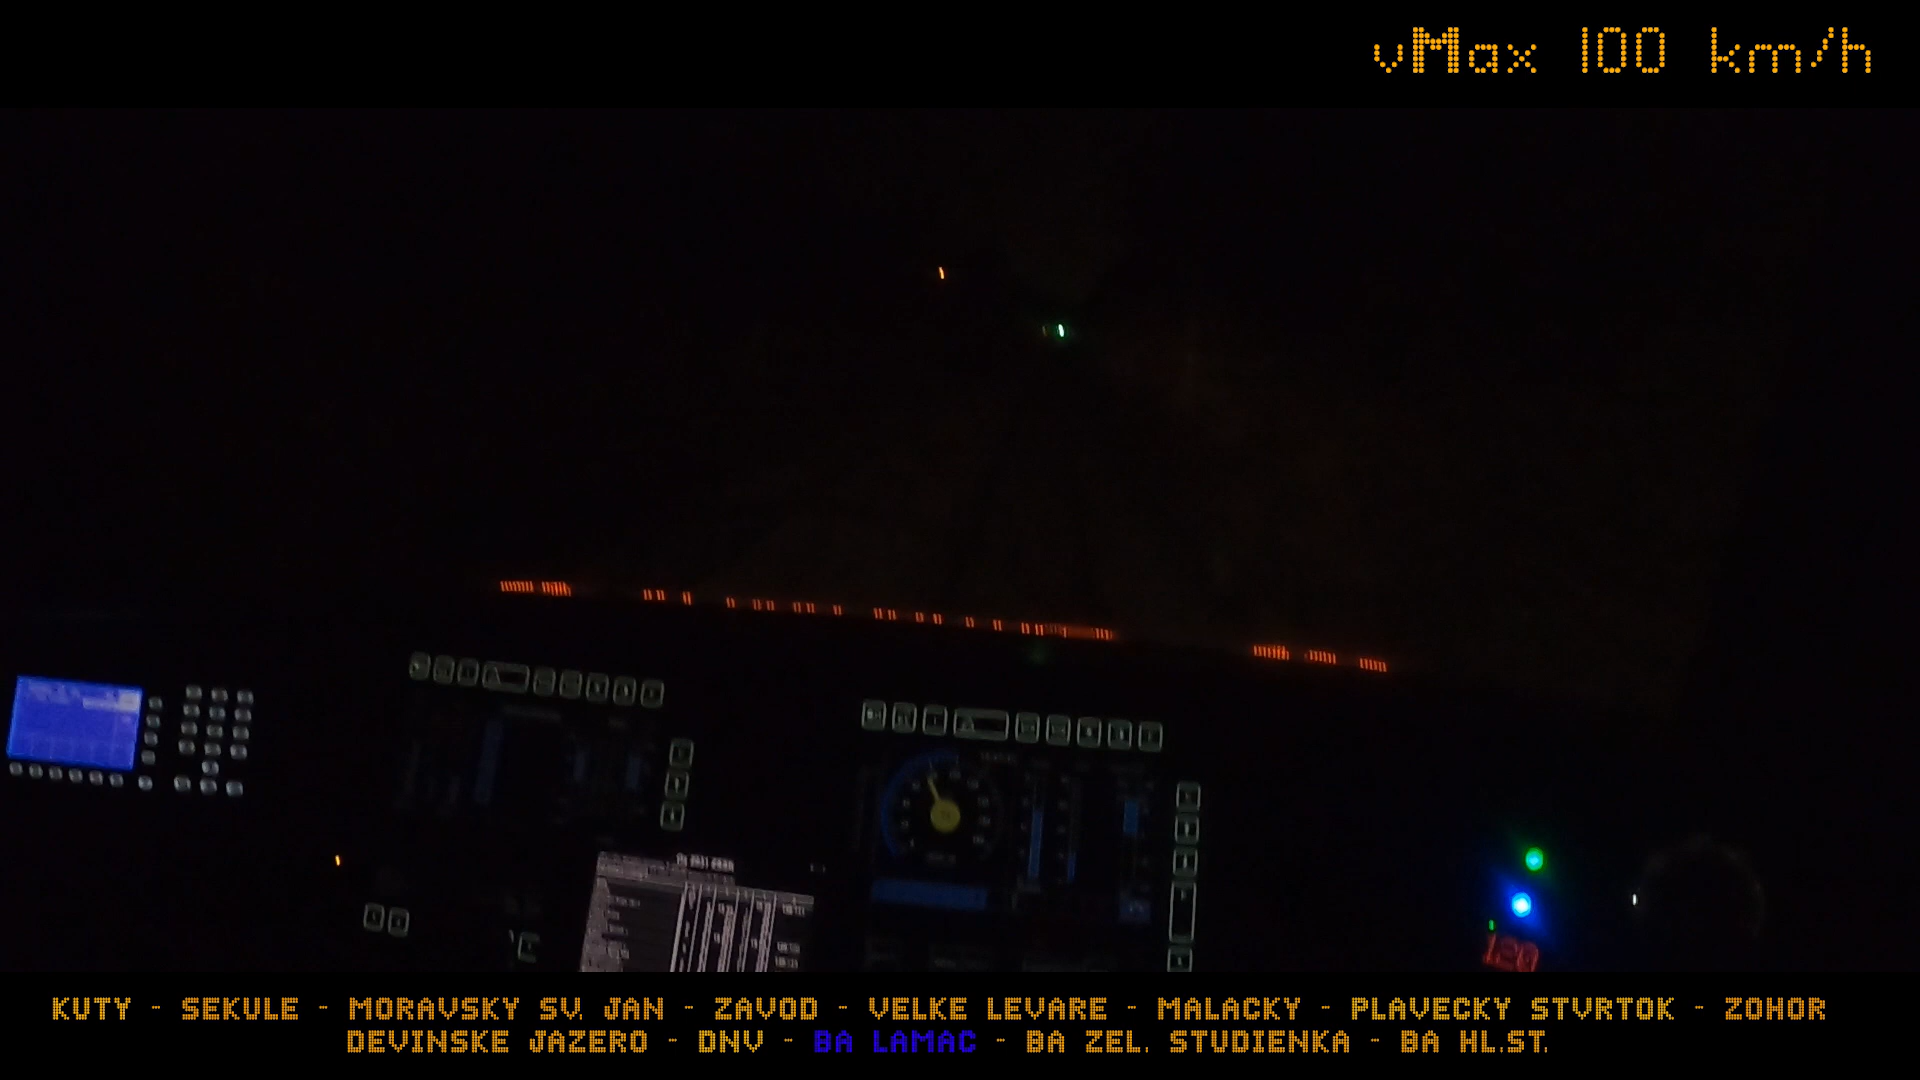 vMax 100 km/h
KUTY - SEKULE - MORAVSKY SV. JAN - ZAVOD - VELKE LEVARE - MALACKY - PLAVECKY STVRTOK - ZOHOR
DEVINSKE JAZERO - DNV - BA LAMAC - BA ZEL. STUDIENKA - BA HL.ST.